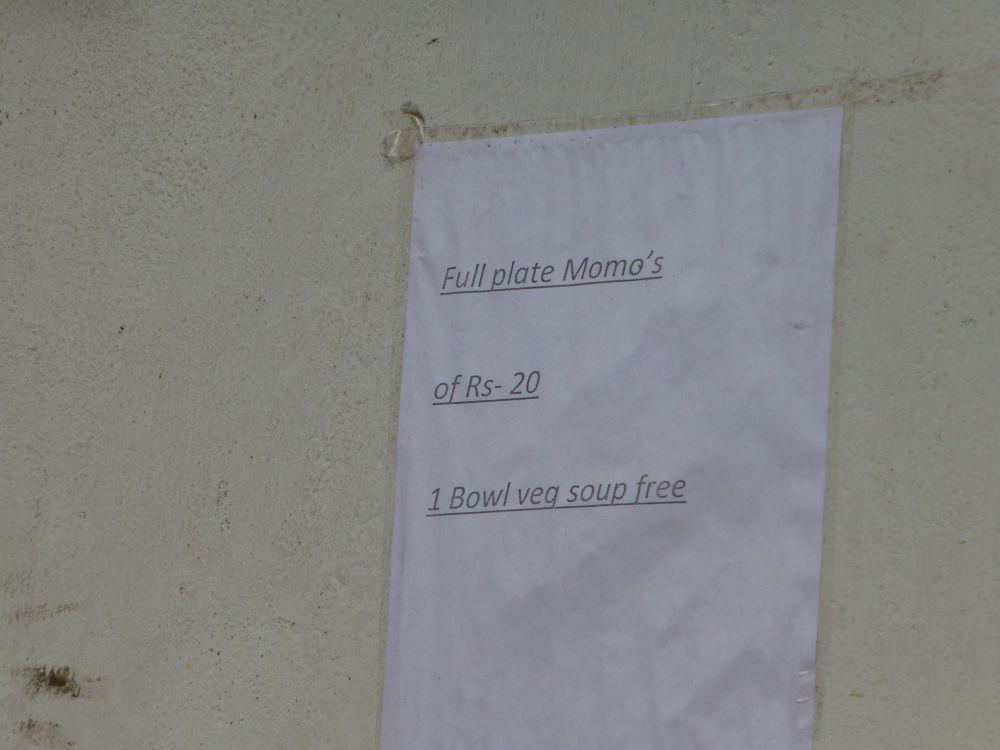 Full plate Momo's
of Rs- 20
1 Bowl veg soup free